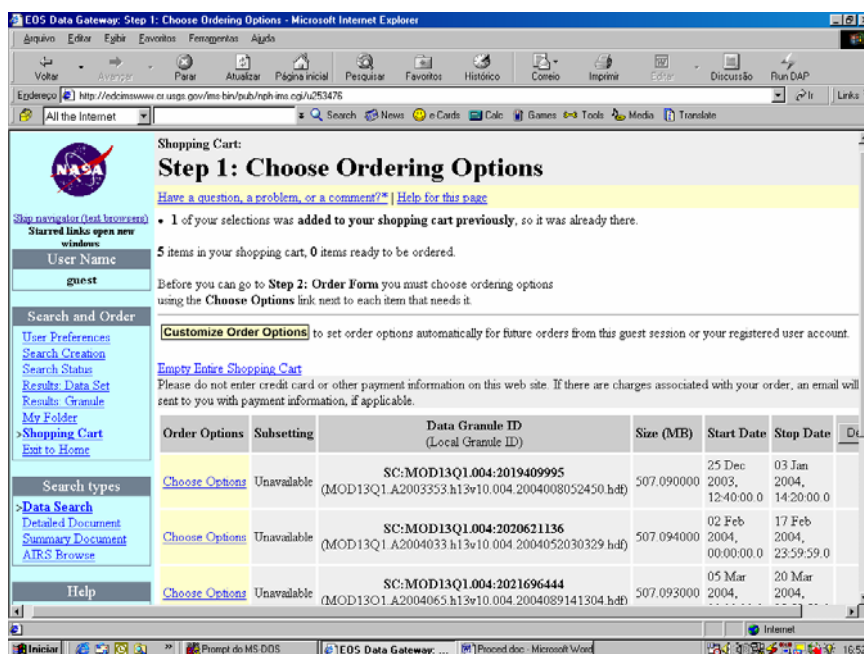 EOS Data Gateway: Step 1: Choose Ordering Options - Microsoft Internet Explorer
Arquivo Editar Exibir Favoritos Ferramentas Ajuda
Voltar Avançar Parar Atualizar Página inicial Pesquisar Favoritos Histórico Correio Imprimir Editar Discussão Run DAP
Endereço http://edcimswww.cr.usgs.gov/ims-bin/pub/nph-ims.cgi/u253476 Ir Links
All the Internet Search News e Cards Calc Games Tools Media Translate
NASA
Skip navigator (text browsers)
Starred links open new
windows
User Name
guest
Search and Order
User Preferences
Search Creation
Search Status
Results: Data Set
Results: Granule
My Folder
>Shopping Cart
Exit to Home
Search types
>Data Search
Detailed Document
Summary Document
AIRS Browse
Help
Shopping Cart:
Step 1: Choose Ordering Options
Have a question, a problem, or a comment?* | Help for this page
• 1 of your selections was added to your shopping cart previously, so it was already there.
5 items in your shopping cart, 0 items ready to be ordered.
Before you can go to Step 2: Order Form you must choose ordering options
using the Choose Options link next to each item that needs it.
Customize Order Options to set order options automatically for future orders from this guest session or your registered user account.
Empty Entire Shopping Cart
Please do not enter credit card or other payment information on this web site. If there are charges associated with your order, an email will
sent to you with payment information, if applicable.
Order Options Subsetting Data Granule ID (Local Granule ID) Size (MB) Start Date Stop Date De
Choose Options Unavailable SC:MOD13Q1.004:2019409995 (MOD13Q1.A2003353.h13v10.004.2004008052450.hdf) 507.090000 25 Dec 2003, 12:40:00.0 03 Jan 2004, 14:20:00.0
Choose Options Unavailable SC:MOD13Q1.004:2020621136 (MOD13Q1.A2004033.h13v10.004.2004052030329.hdf) 507.094000 02 Feb 2004, 00:00:00.0 17 Feb 2004, 23:59:59.0
Choose Options Unavailable SC:MOD13Q1.004:2021696444 (MOD13Q1.A2004065.h13v10.004.2004089141304.hdf) 507.093000 05 Mar 2004, 20 Mar 2004,
Internet
Iniciar » Prompt do MS-DOS EOS Data Gateway: ... Proced.doc - Microsoft Word